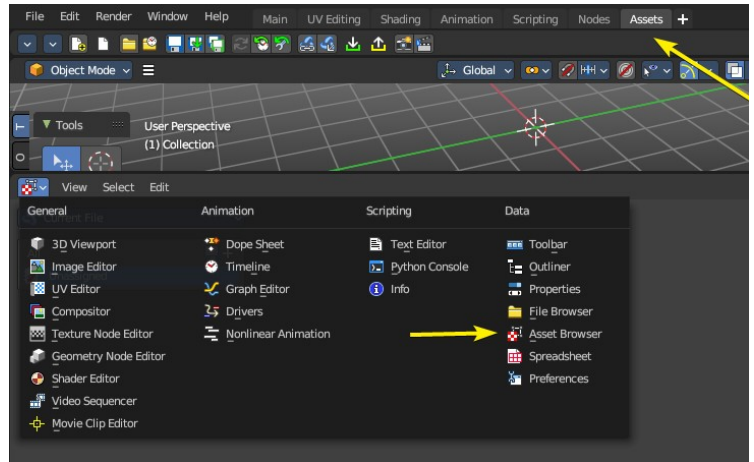 File Edit Render Window Help Main UV Editing Shading Animation Scripting Nodes Assets +
Object Mode Global
Tools
User Perspective
(1) Collection
View Select Edit
General Animation Scripting Data
3D Viewport Dope Sheet Text Editor Toolbar
Image Editor Timeline Python Console Outliner
UV Editor Graph Editor Info Properties
Compositor Drivers File Browser
Texture Node Editor Nonlinear Animation Asset Browser
Geometry Node Editor Spreadsheet
Shader Editor Preferences
Video Sequencer
Movie Clip Editor